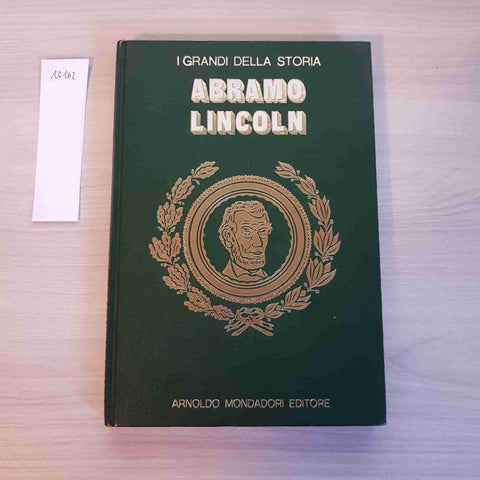 I GRANDI DELLA STORIA
ABRAMO
LINCOLN
ARNOLDO MONDADORI EDITORE